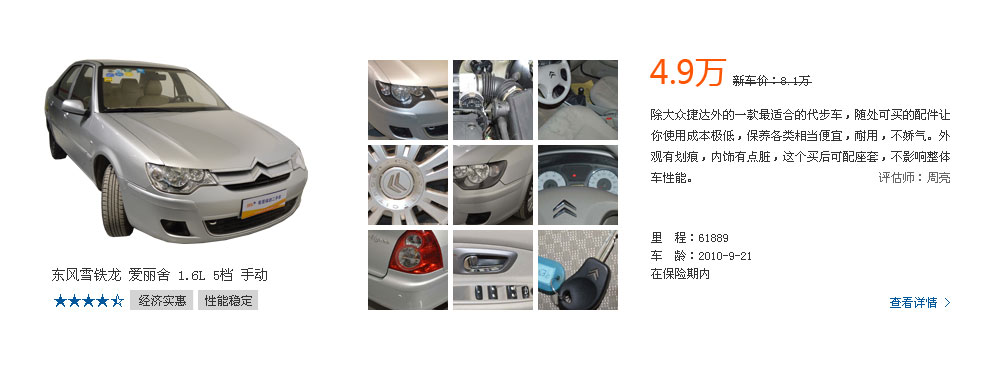 4.9万 新车价：8.1万
除大众捷达外的一款最适合的代步车，随处可买的配件让
你使用成本极低，保养各类相当便宜，耐用，不娇气。外
观有划痕，内饰有点脏，这个买后可配座套，不影响整体
车性能。 评估师：周亮
里 程：61889
车 龄：2010-9-21
在保险期内
查看详情 >
东风雪铁龙 爱丽舍 1.6L 5档 手动
经济实惠 性能稳定